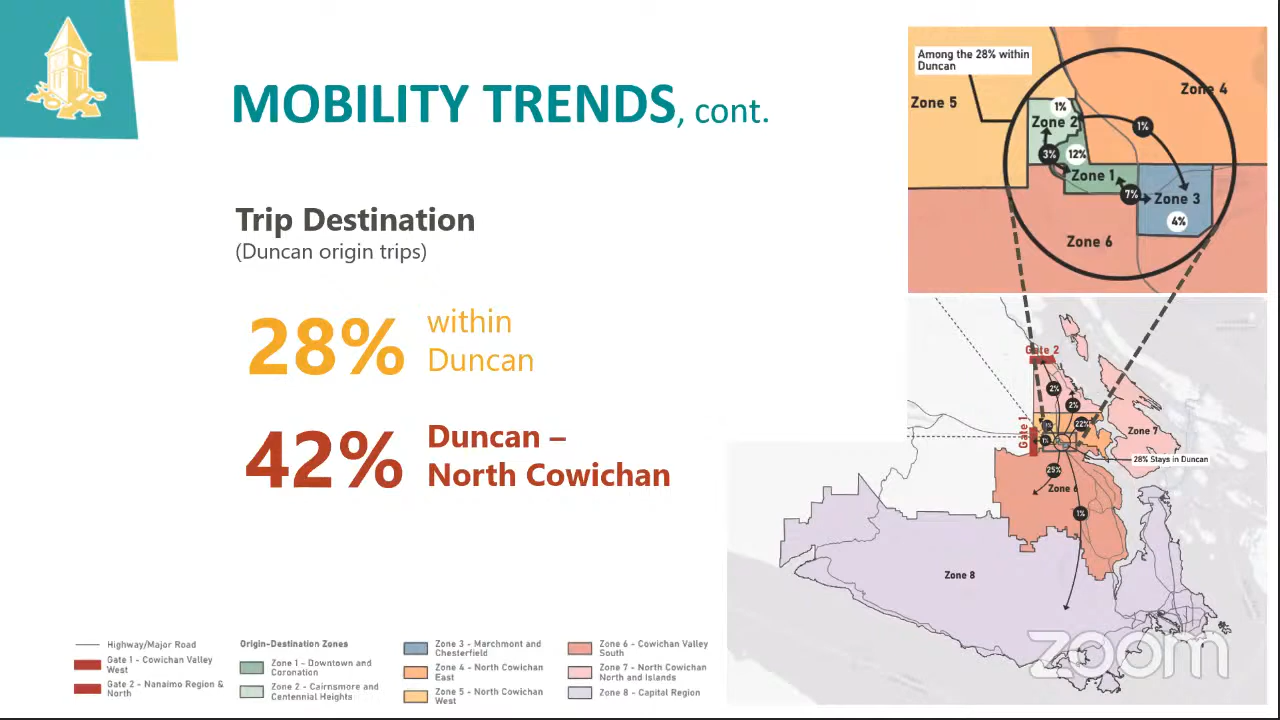 MOBILITY TRENDS, cont.
Trip Destination
(Duncan origin trips)
28%
within
Duncan
42%
Duncan –
North Cowichan
Among the 28% within
Duncan
Zone 5
Zone 4
1%
Zone 2
1%
3%
12%
Zone 1
7%
Zone 3
4%
Zone 6
Gate 2
2%
2%
Gate 1
22%
1%
Zone 7
28% Stays in Duncan
25%
Zone 6
1%
Zone 8
Highway/Major Road
Gate 1 - Cowichan Valley
West
Gate 2 - Nanaimo Region &
North
Origin-Destination Zones
Zone 1 - Downtown and
Coronation
Zone 2 - Cairnsmore and
Centennial Heights
Zone 3 - Marchmont and
Chesterfield
Zone 4 - North Cowichan
East
Zone 5 - North Cowichan
West
Zone 6 - Cowichan Valley
South
Zone 7 - North Cowichan
North and Islands
Zone 8 - Capital Region
zoom